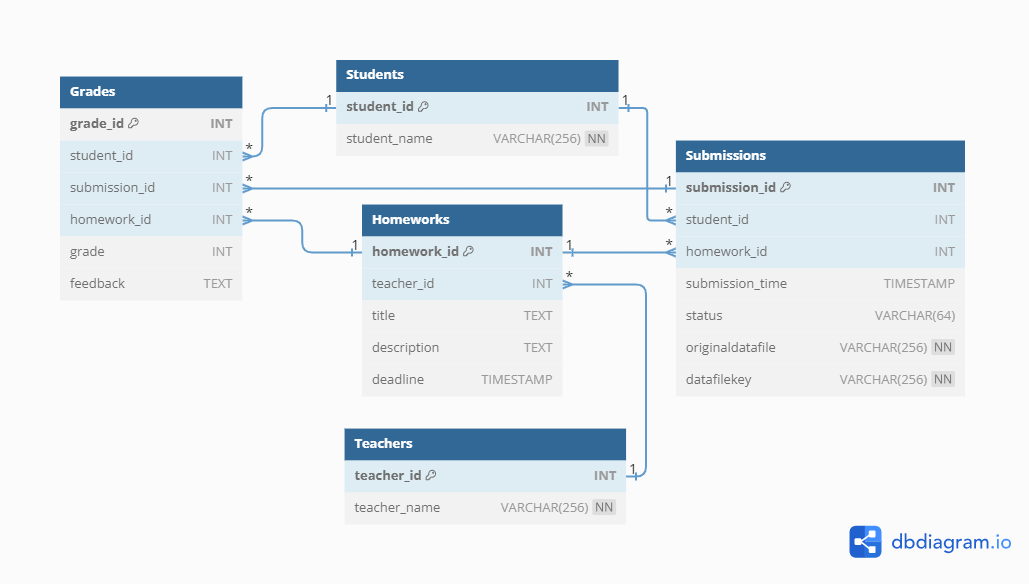 Grades
grade_id INT
student_id INT
submission_id INT
homework_id INT
grade INT
feedback TEXT
Students
student_id INT
student_name VARCHAR(256) NN
Homeworks
homework_id INT
teacher_id INT
title TEXT
description TEXT
deadline TIMESTAMP
Teachers
teacher_id INT
teacher_name VARCHAR(256) NN
Submissions
submission_id INT
student_id INT
homework_id INT
submission_time TIMESTAMP
status VARCHAR(64)
originaldatafile VARCHAR(256) NN
datafilekey VARCHAR(256) NN
1
*
1
*
*
1
*
1
1
*
*
1
dbdiagram.io